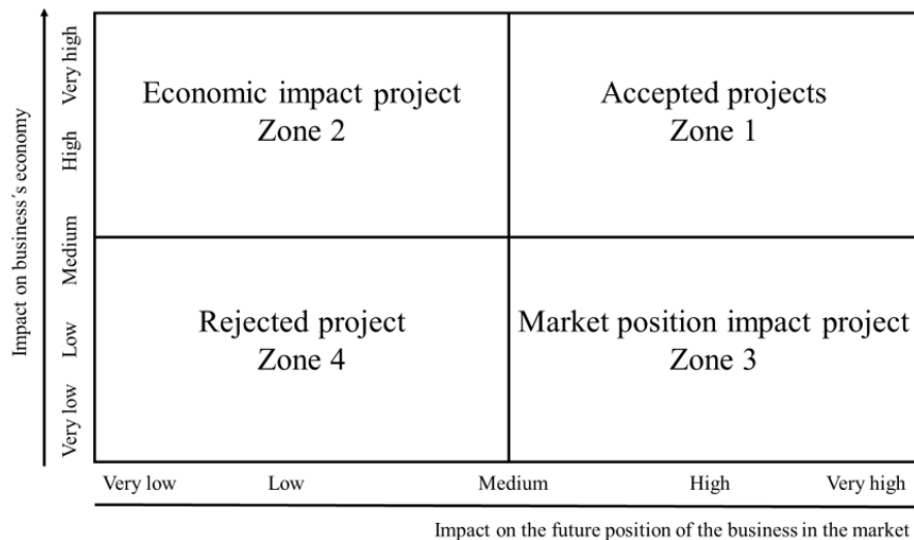 Impact on business´s economy
Very high
High
Medium
Low
Very low
Economic impact project
Zone 2
Accepted projects
Zone 1
Rejected project
Zone 4
Market position impact project
Zone 3
Very low
Low
Medium
High
Very high
Impact on the future position of the business in the market